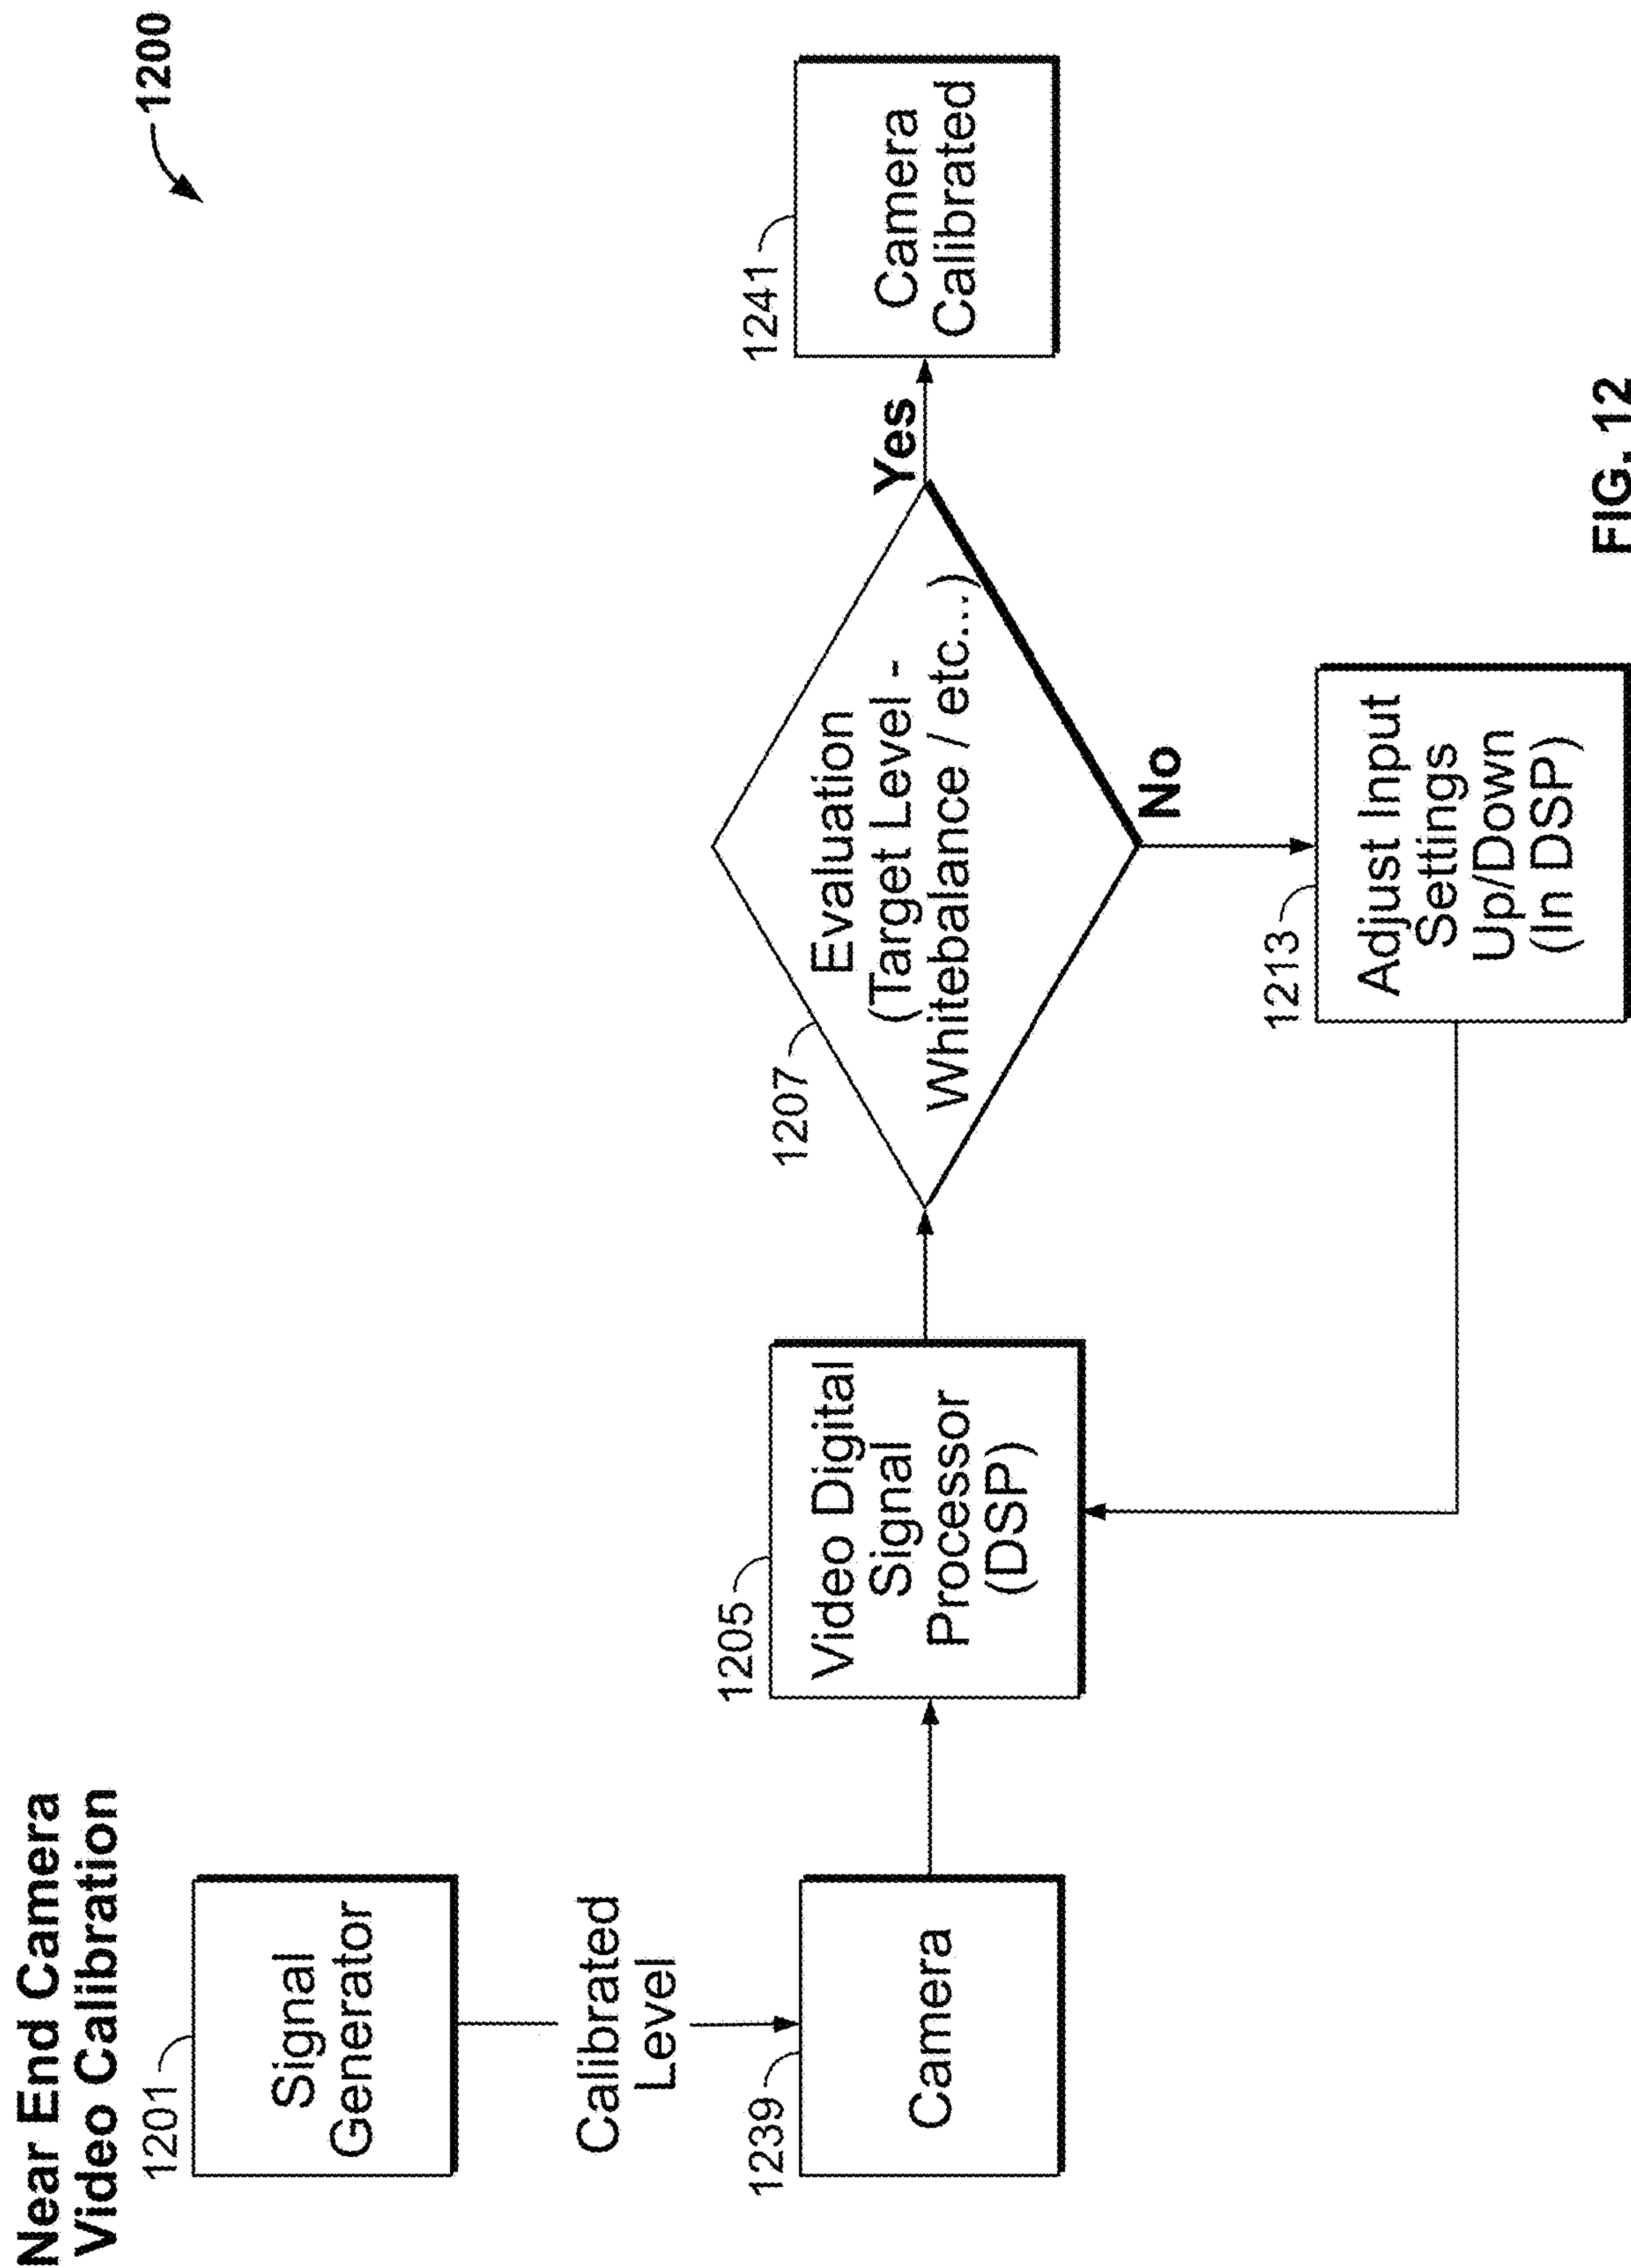 Near End Camera
Video Calibration
1200
1201
Signal
Generator
Calibrated
Level
1239
Camera
1205
Video Digital
Signal
Processor
(DSP)
1207
Evaluation
(Target Level -
Whitebalance / etc...)
Yes
1241
Camera
Calibrated
No
1213
Adjust Input
Settings
Up/Down
(In DSP)
FIG. 12